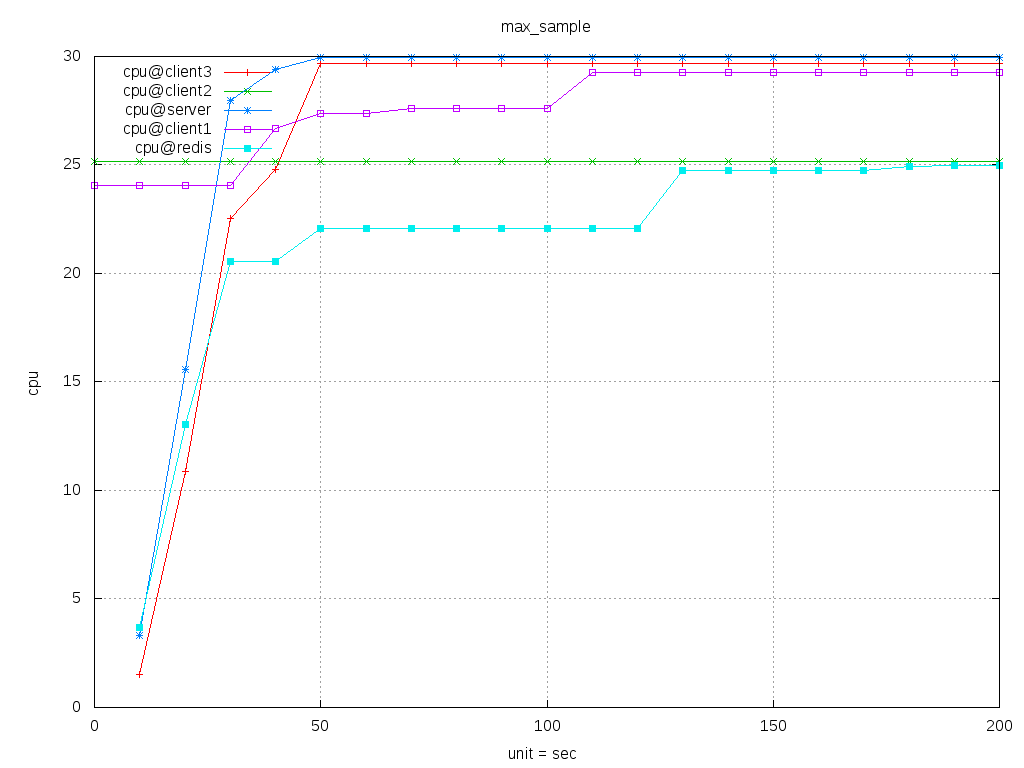 max_sample
30
25
20
15
10
5
0
cpu
cpu@client3
cpu@client2
cpu@server
cpu@client1
cpu@redis
0 50 100 150 200
unit = sec